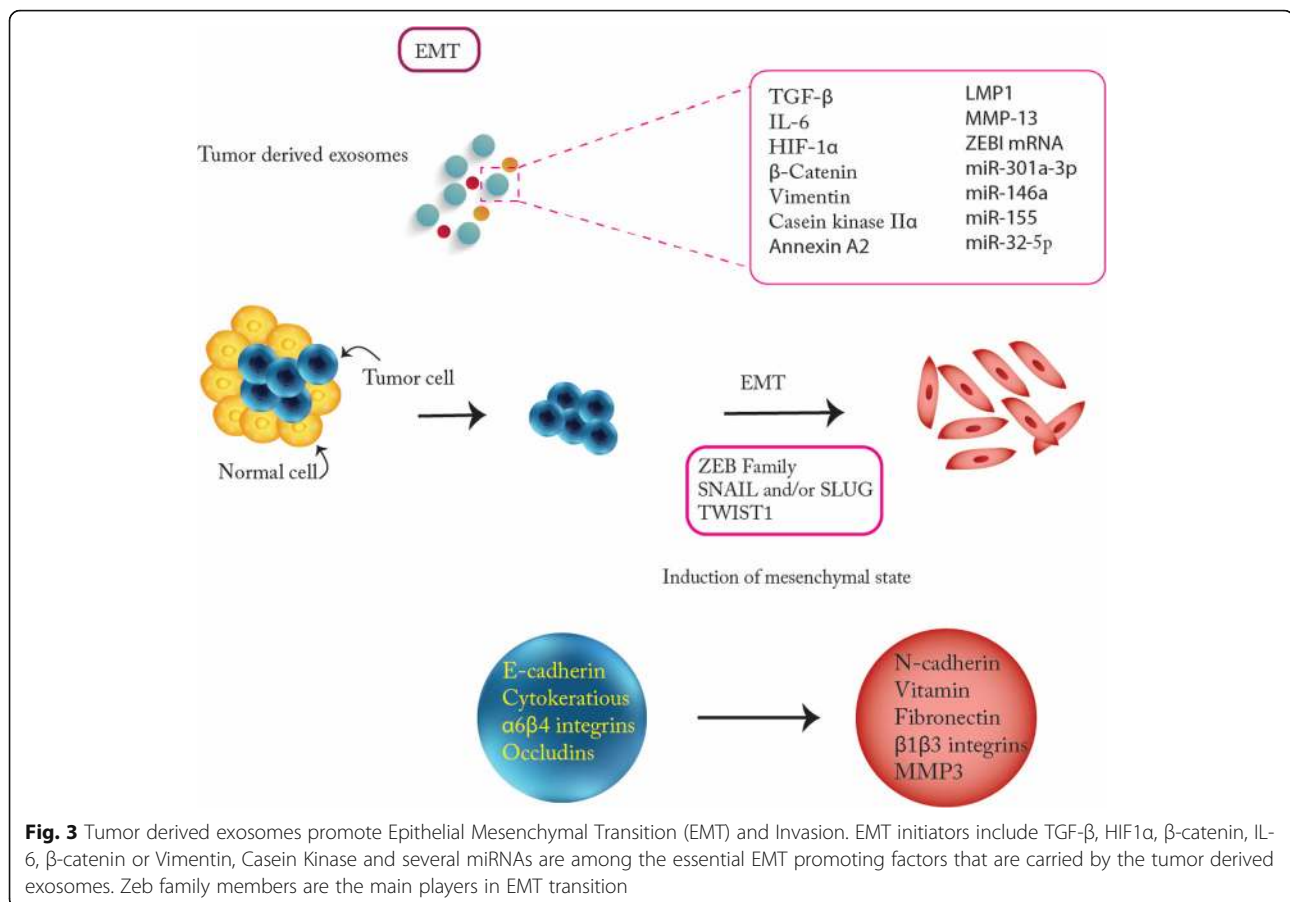 EMT
Tumor derived exosomes
TGF-β
IL-6
HIF-1α
β-Catenin
Vimentin
Casein kinase IIα
Annexin A2
LMP1
MMP-13
ZEBI mRNA
miR-301a-3p
miR-146a
miR-155
miR-32-5p
Tumor cell
Normal cell
EMT
ZEB Family
SNAIL and/or SLUG
TWIST1
Induction of mesenchymal state
E-cadherin
Cytokeratious
α6β4 integrins
Occludins
N-cadherin
Vitamin
Fibronectin
β1β3 integrins
MMP3
Fig. 3 Tumor derived exosomes promote Epithelial Mesenchymal Transition (EMT) and Invasion. EMT initiators include TGF-β, HIF1α, β-catenin, IL-
6, β-catenin or Vimentin, Casein Kinase and several miRNAs are among the essential EMT promoting factors that are carried by the tumor derived
exosomes. Zeb family members are the main players in EMT transition